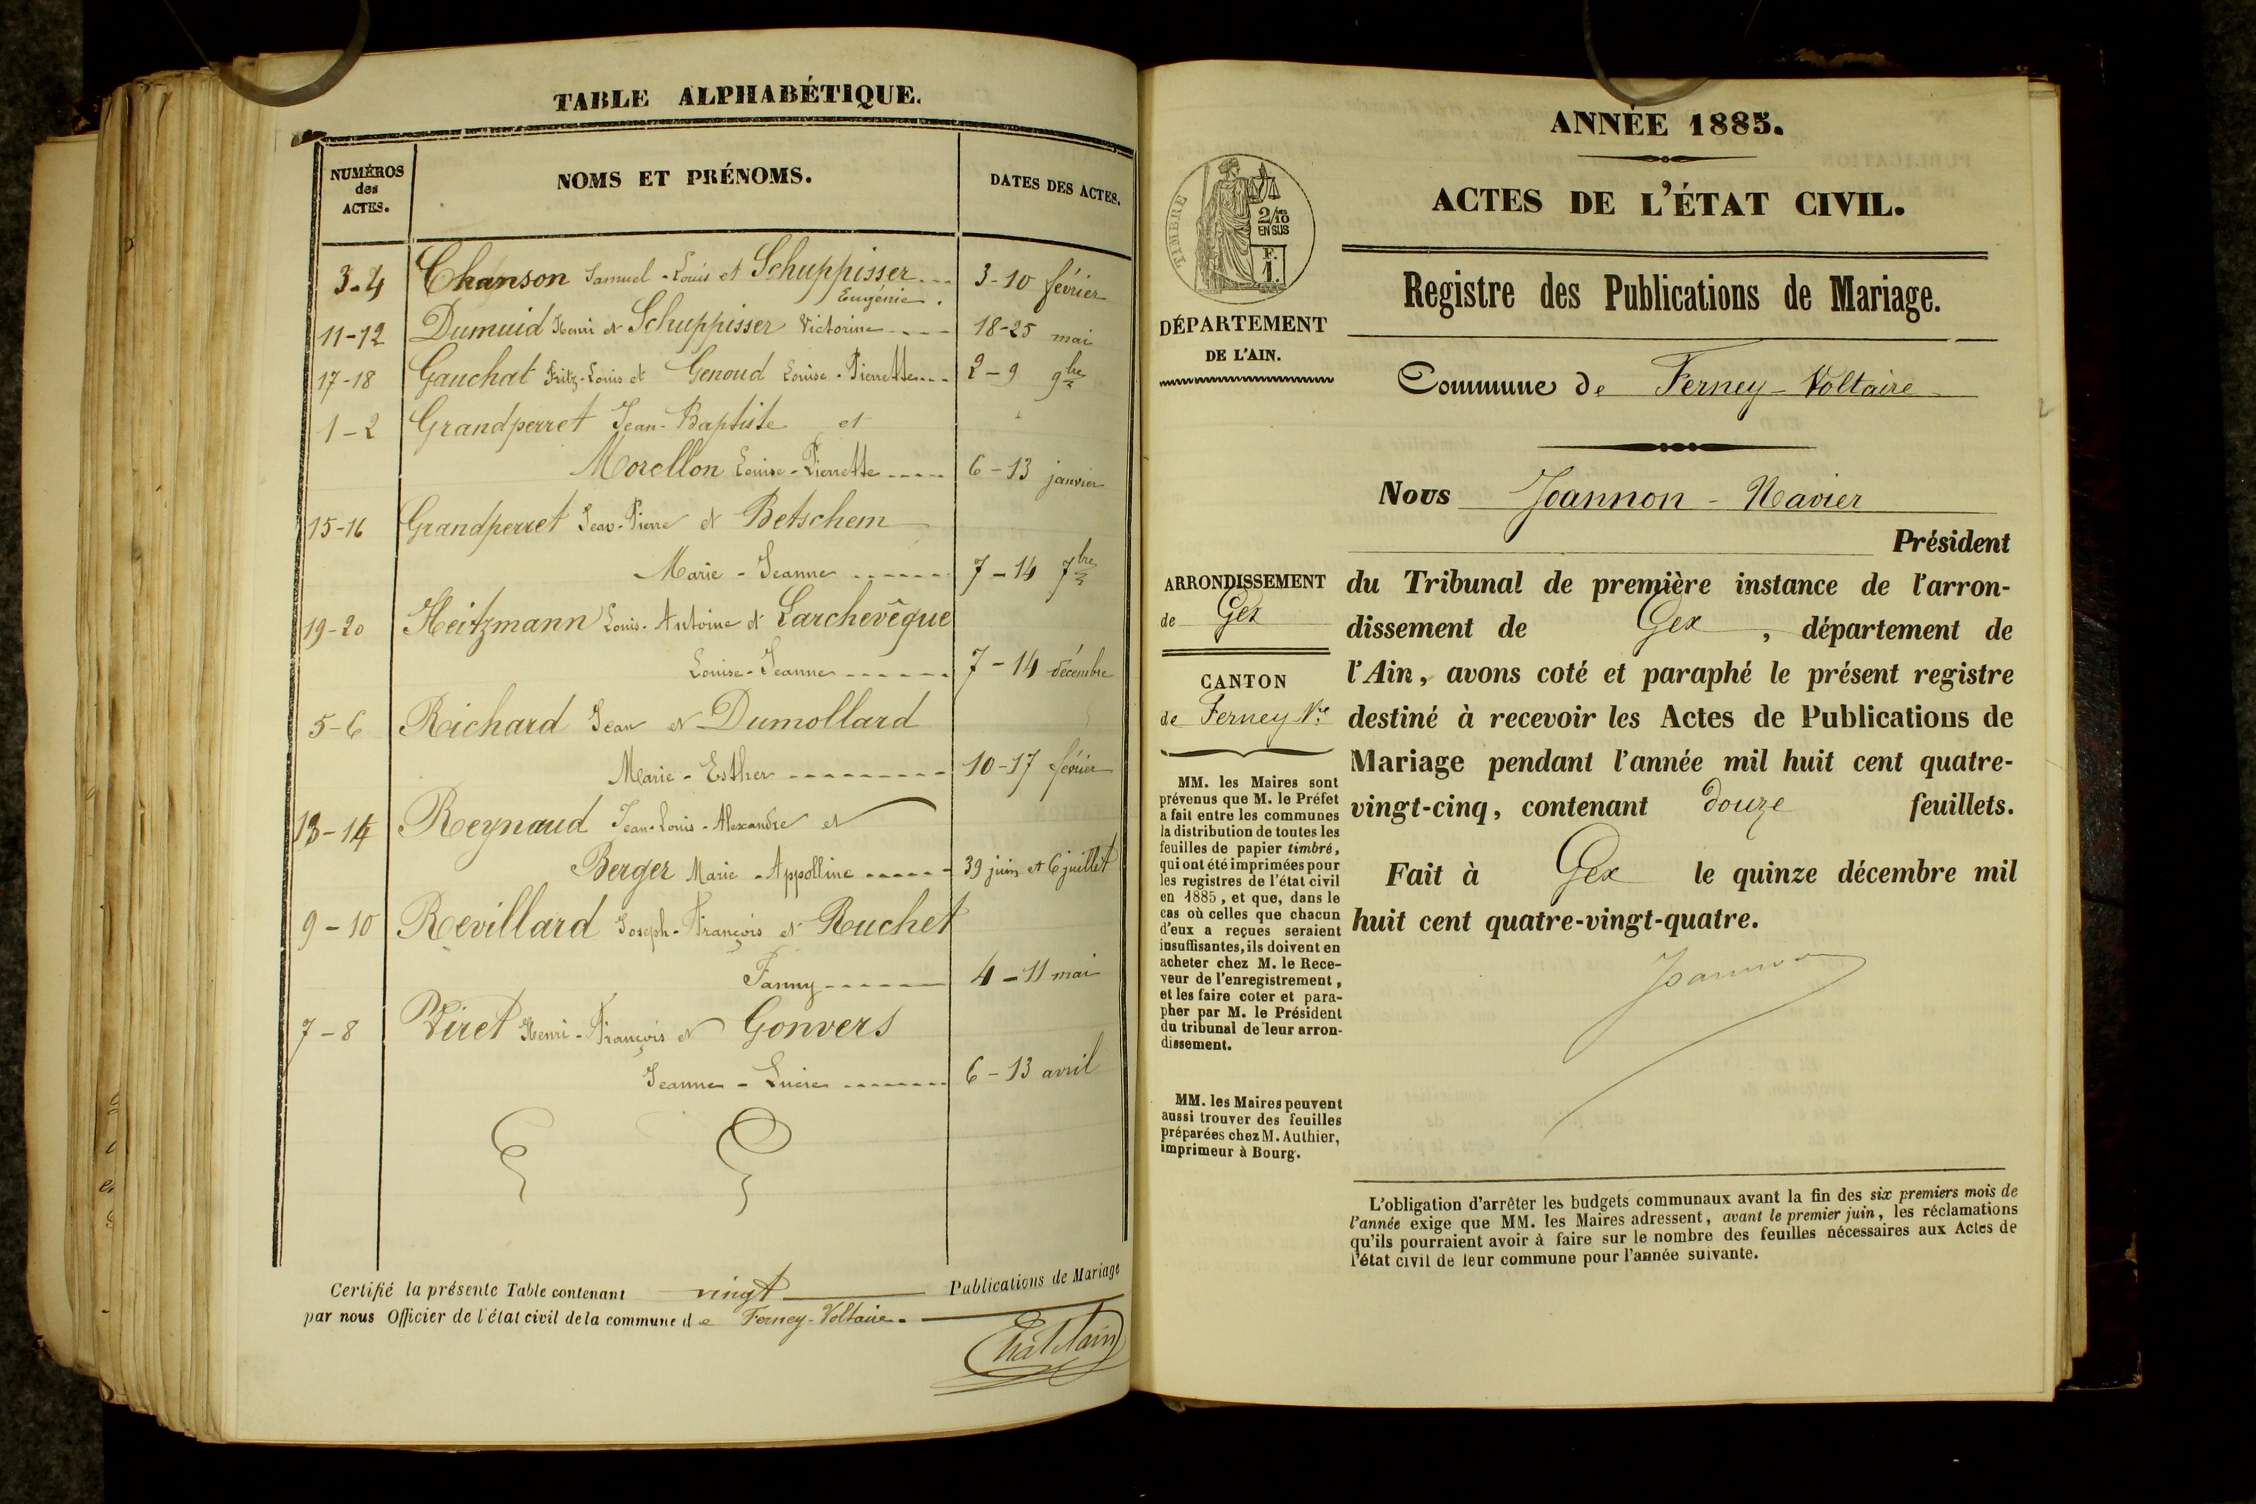 TABLE ALPHABÉTIQUE.
NUMÉROS
des
ACTES.
NOMS ET PRÉNOMS.
DATES DES ACTES.
3-4 Chanson Samuel-Louis et Schuppisser 3-10 février
Eugénie.
11-12 Dumuid Henri et Schuppisser Victorine 18-25 mai
17-18 Gauchat Fritz-Louis et Genoud Louise-Pierrette 2-9 9bre
1-2 Grandperret Jean-Baptiste et
Morellon Louise-Pierrette 6-13 janvier
15-16 Grandperret Jean-Pierre et Betschem
Marie-Jeanne 7-14 7bre
19-20 Heitzmann Louis-Antoine et Larchevêque
Louise-Jeanne 7-14 décembre
5-6 Richard Jean et Dumollard
Marie-Esther 10-17 février
13-14 Reynaud Jean-Louis-Alexandre et
Berger Marie-Appolline 39 juin et 6 juillet
9-10 Revillard Joseph-François et Ruchet
Fanny 4-11 mai
7-8 Viret Henri-François et Gonvers
Jeanne-Lucie 6-13 avril
Certifié la présente Table contenant vingt Publications de Mariage
par nous Officier de l'état civil de la commune de Ferney-Voltaire.
Châtelain
ANNÉE 1885.
ACTES DE L'ÉTAT CIVIL.
TIMBRE
2/10
EN SUS
F.
1.
DÉPARTEMENT
DE L'AIN.
Registre des Publications de Mariage.
Commune de Ferney-Voltaire
ARRONDISSEMENT
de Gex
CANTON
de Ferney Vre
MM. les Maires sont
prévenus que M. le Préfet
a fait entre les communes
la distribution de toutes les
feuilles de papier timbré,
qui ont été imprimées pour
les registres de l'état civil
en 1885, et que, dans le
cas où celles que chacun
d'eux a reçues seraient
insuffisantes, ils doivent en
acheter chez M. le Rece-
veur de l'enregistrement,
et les faire coter et para-
pher par M. le Président
du tribunal de leur arron-
dissement.
MM. les Maires peuvent
aussi trouver des feuilles
préparées chez M. Authier,
imprimeur à Bourg.
Nous Joannon-Navier
Président
du Tribunal de première instance de l'arron-
dissement de Gex, département de
l'Ain, avons coté et paraphé le présent registre
destiné à recevoir les Actes de Publications de
Mariage pendant l'année mil huit cent quatre-
vingt-cinq, contenant douze feuillets.
Fait à Gex le quinze décembre mil
huit cent quatre-vingt-quatre.
Joannon
L'obligation d'arrêter les budgets communaux avant la fin des six premiers mois de
l'année exige que MM. les Maires adressent, avant le premier juin, les réclamations
qu'ils pourraient avoir à faire sur le nombre des feuilles nécessaires aux Actes de
l'état civil de leur commune pour l'année suivante.